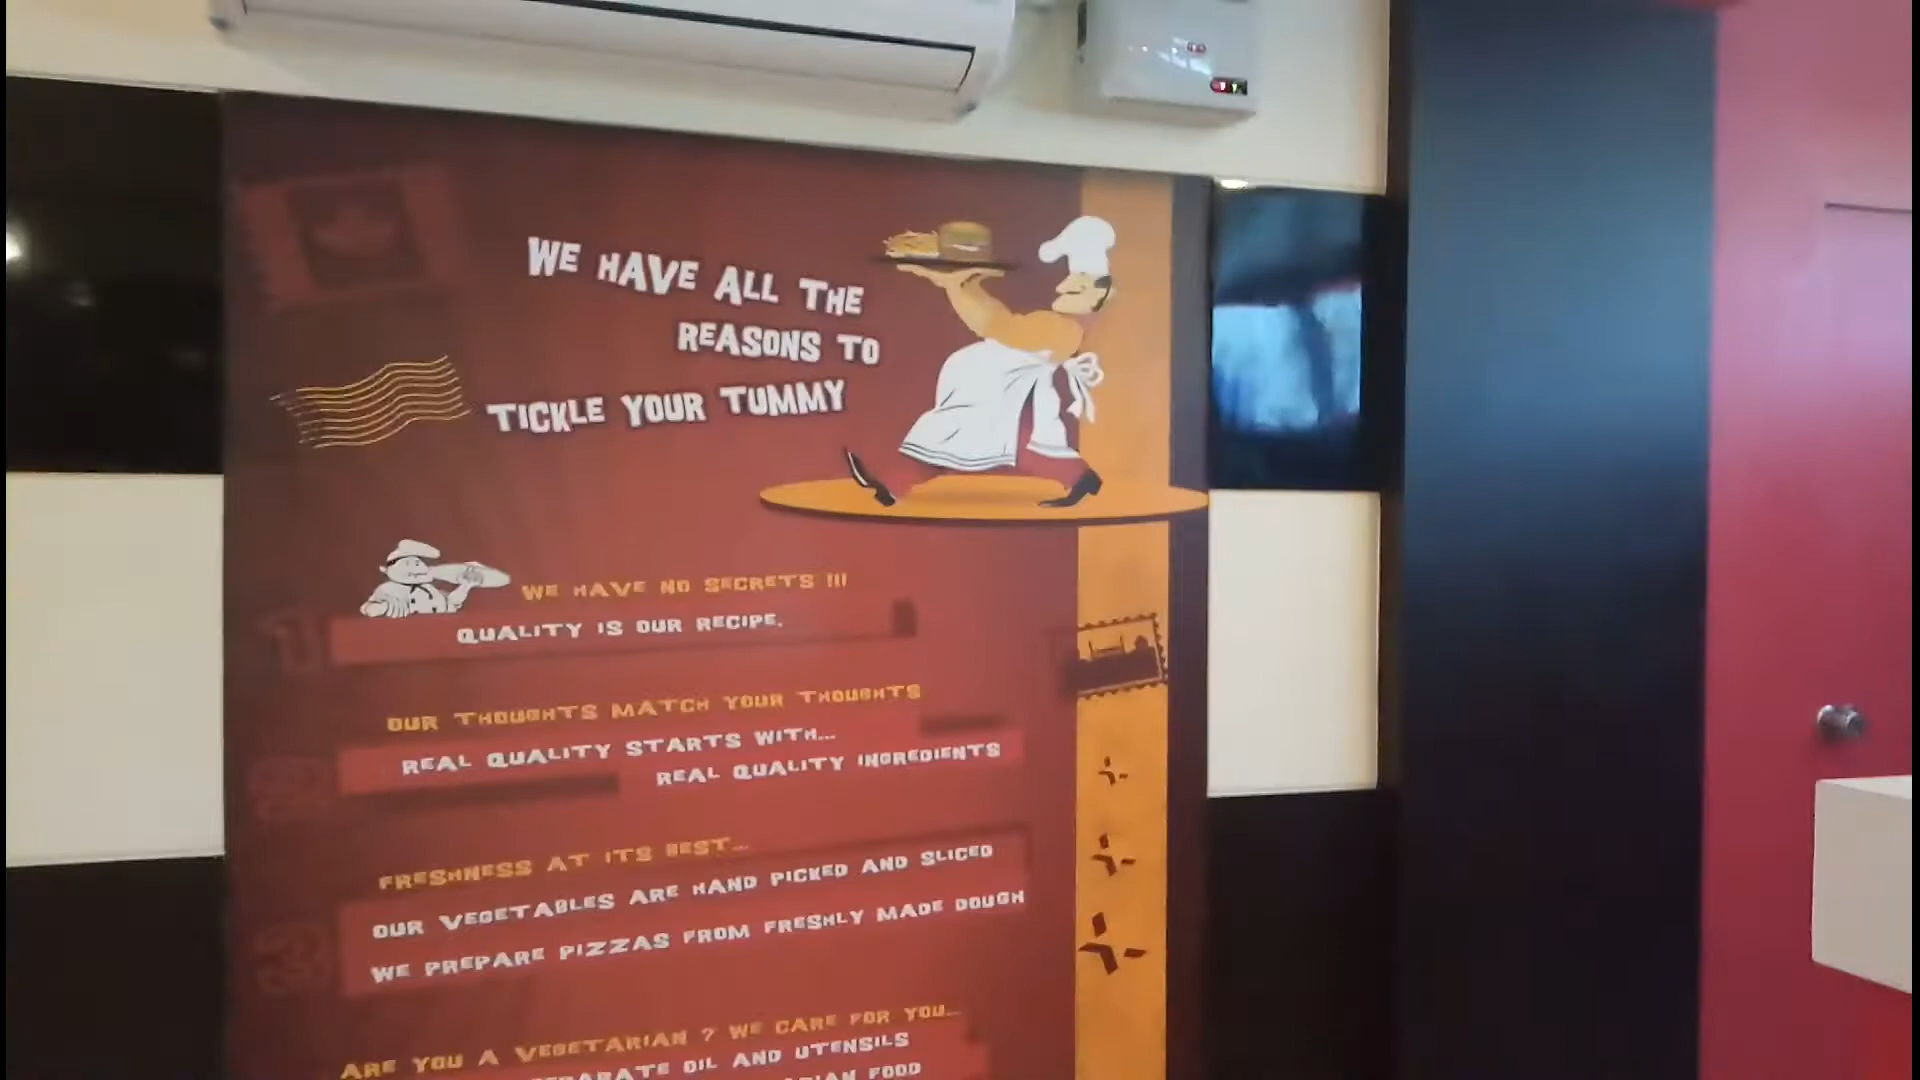 WE HAVE ALL THE
REASONS TO
TICKLE YOUR TUMMY
WE HAVE NO SECRETS !!!
1
QUALITY IS OUR RECIPE.
OUR THOUGHTS MATCH YOUR THOUGHTS
2
REAL QUALITY STARTS WITH...
REAL QUALITY INGREDIENTS
FRESHNESS AT ITS BEST...
3
OUR VEGETABLES ARE HAND PICKED AND SLICED
WE PREPARE PIZZAS FROM FRESHLY MADE DOUGH
ARE YOU A VEGETARIAN ? WE CARE FOR YOU...
OIL AND UTENSILS
FOOD